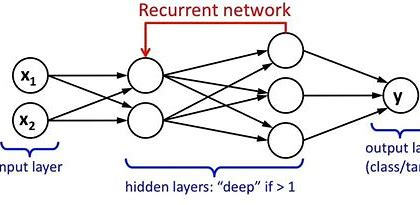 Recurrent network
x1
x2
y
nput layer
hidden layers: "deep" if > 1
output la
(class/tar